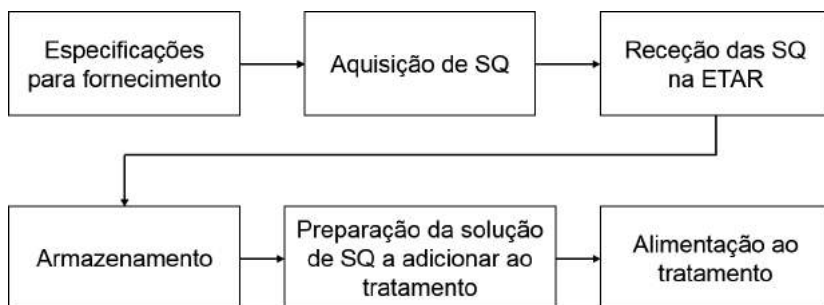 Especificações
para fornecimento
Aquisição de SQ
Receção das SQ
na ETAR
Armazenamento
Preparação da solução
de SQ a adicionar ao
tratamento
Alimentação ao
tratamento